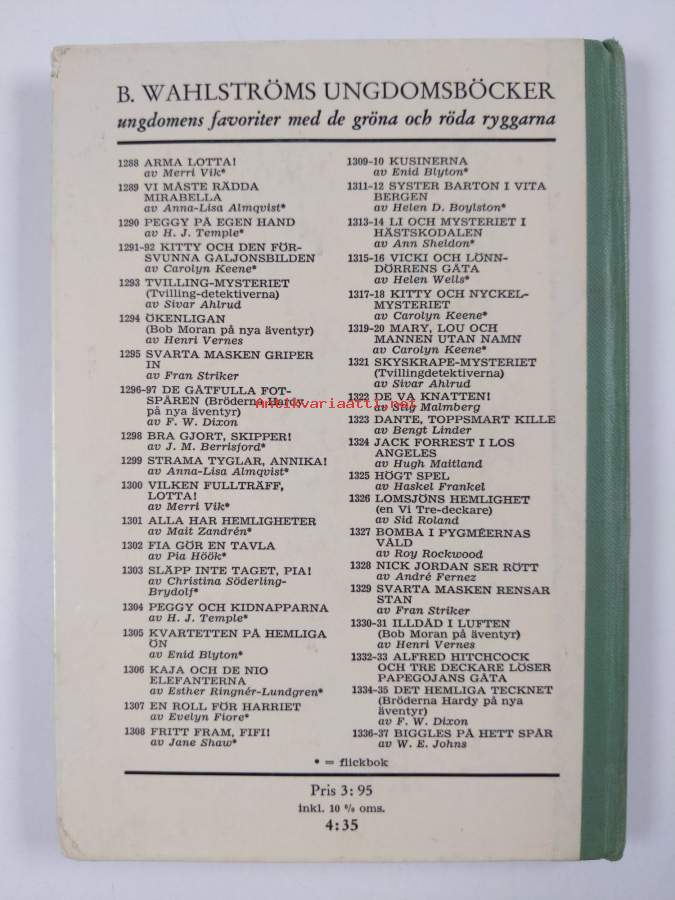 B. WAHLSTRÖMS UNGDOMSBÖCKER
ungdomens favoriter med de gröna och röda ryggarna
1288 ARMA LOTTA!
av Merri Vik*
1289 VI MÅSTE RÄDDA
MIRABELLA
av Anna-Lisa Almqvist*
1290 PEGGY PÅ EGEN HAND
av H. J. Temple*
1291-92 KITTY OCH DEN FÖR-
SVUNNA GALJONSBILDEN
av Carolyn Keene*
1293 TVILLING-MYSTERIET
(Tvilling-detektiverna)
av Sivar Ahlrud
1294 ÖKENLIGAN
(Bob Moran på nya äventyr)
av Henri Vernes
1295 SVARTA MASKEN GRIPER
IN
av Fran Striker
1296-97 DE GÅTFULLA FOT-
SPÅREN (Bröderna Hardy
på nya äventyr)
av F. W. Dixon
1298 BRA GJORT, SKIPPER!
av J. M. Berrisford*
1299 STRAMA TYGLAR, ANNIKA!
av Anna-Lisa Almqvist*
1300 VILKEN FULLTRÄFF,
LOTTA!
av Merri Vik*
1301 ALLA HAR HEMLIGHETER
av Mait Zandrén*
1302 FIA GÖR EN TAVLA
av Pia Höök*
1303 SLÄPP INTE TAGET, PIA!
av Christina Söderling-
Brydolf*
1304 PEGGY OCH KIDNAPPARNA
av H. J. Temple*
1305 KVARTETTEN PÅ HEMLIGA
ÖN
av Enid Blyton*
1306 KAJA OCH DE NIO
ELEFANTERNA
av Esther Ringnér-Lundgren*
1307 EN ROLL FÖR HARRIET
av Evelyn Fiore*
1308 FRITT FRAM, FIFI!
av Jane Shaw*
1309-10 KUSINERNA
av Enid Blyton*
1311-12 SYSTER BARTON I VITA
BERGEN
av Helen D. Boylston*
1313-14 LI OCH MYSTERIET I
HÄSTSKODALEN
av Ann Sheldon*
1315-16 VICKI OCH LÖNN-
DÖRRENS GÅTA
av Helen Wells*
1317-18 KITTY OCH NYCKEL-
MYSTERIET
av Carolyn Keene*
1319-20 MARY, LOU OCH
MANNEN UTAN NAMN
av Carolyn Keene*
1321 SKYSKRAPE-MYSTERIET
(Tvillingdetektiverna)
av Sivar Ahlrud
1322 DE VA KNATTEN!
av Stig Malmberg
1323 DANTE, TOPPSMART KILLE
av Bengt Linder
1324 JACK FORREST I LOS
ANGELES
av Hugh Maitland
1325 HÖGT SPEL
av Haskel Frankel
1326 LOMSJÖNS HEMLIGHET
(en Vi Tre-deckare)
av Sid Roland
1327 BOMBA I PYGMÉERNAS
VÅLD
av Roy Rockwood
1328 NICK JORDAN SER RÖTT
av André Fernez
1329 SVARTA MASKEN RENSAR
STAN
av Fran Striker
1330-31 ILLDÅD I LUFTEN
(Bob Moran på äventyr)
av Henri Vernes
1332-33 ALFRED HITCHCOCK
OCH TRE DECKARE LÖSER
PAPEGOJANS GÅTA
1334-35 DET HEMLIGA TECKNET
(Bröderna Hardy på nya
äventyr)
av F. W. Dixon
1336-37 BIGGLES PÅ HETT SPÅR
av W. E. Johns
* = flickbok
Pris 3: 95
inkl. 10 % oms.
4:35
Antikvariaatti.net